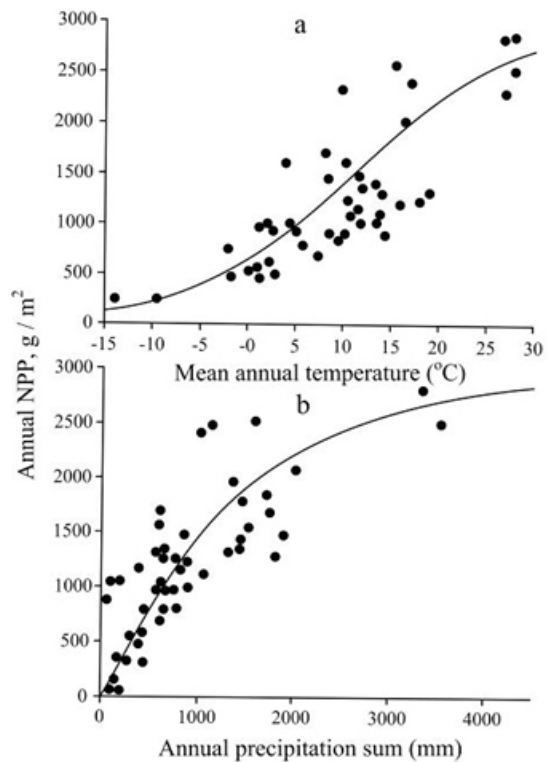 a
3000
2500
2000
1500
1000
500
0
-15 -10 -5 -0 5 10 15 20 25 30
Mean annual temperature (°C)
Annual NPP, g / m²
b
3000
2500
2000
1500
1000
500
0
0 1000 2000 3000 4000
Annual precipitation sum (mm)